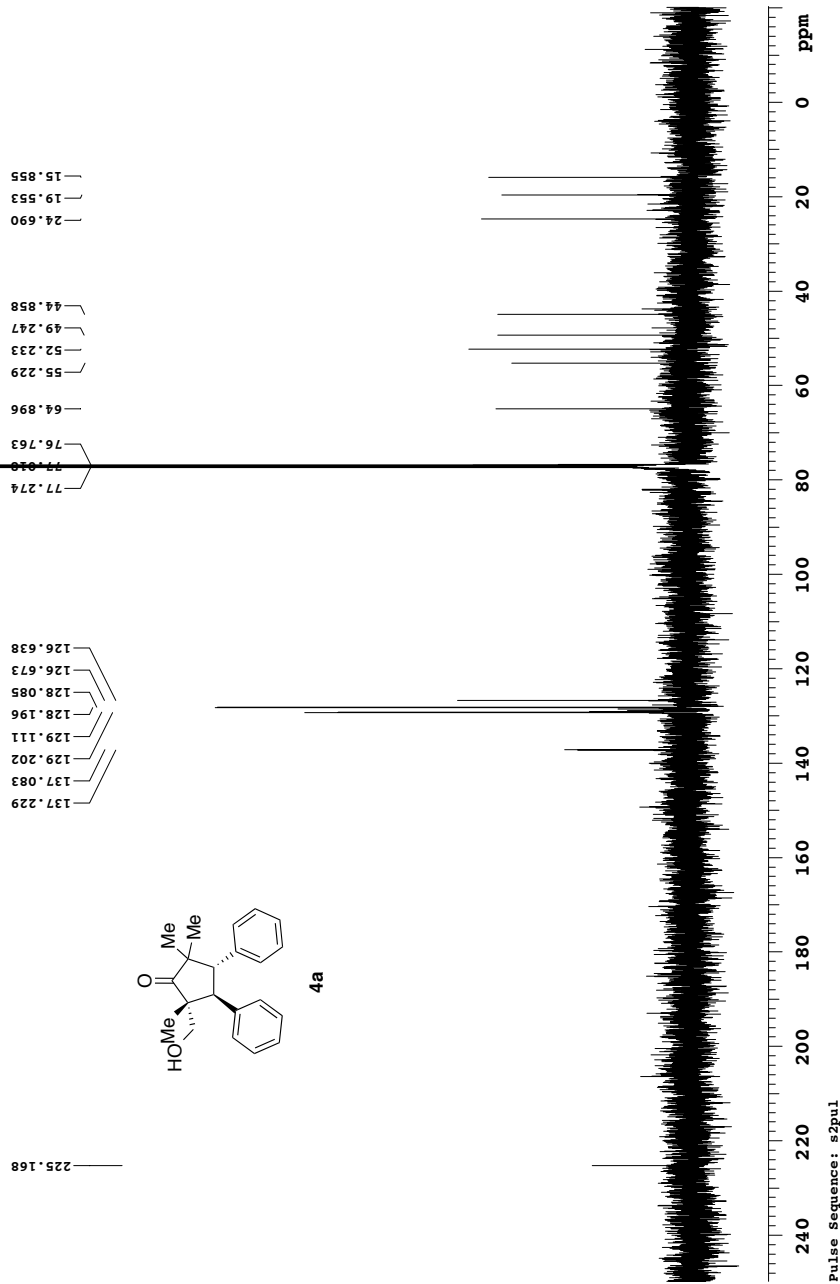 225.168
137.229
137.083
129.202
129.111
128.196
128.085
126.673
126.638
77.274
77.018
76.763
64.896
55.229
52.233
49.247
44.858
24.690
19.553
15.855
O
Me
Me
Me
HO
4a
240 220 200 180 160 140 120 100 80 60 40 20 0 ppm
Pulse Sequence: s2pul